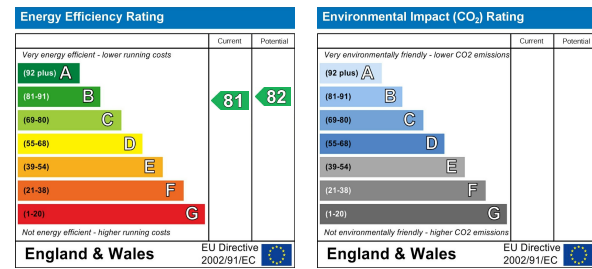 Energy Efficiency Rating
Current Potential
Very energy efficient - lower running costs
(92 plus) A
(81-91) B
81 82
(69-80) C
(55-68) D
(39-54) E
(21-38) F
(1-20) G
Not energy efficient - higher running costs
England & Wales
EU Directive
2002/91/EC
Environmental Impact (CO₂) Rating
Current Potential
Very environmentally friendly - lower CO2 emissions
(92 plus) A
(81-91) B
(69-80) C
(55-68) D
(39-54) E
(21-38) F
(1-20) G
Not environmentally friendly - higher CO2 emissions
England & Wales
EU Directive
2002/91/EC